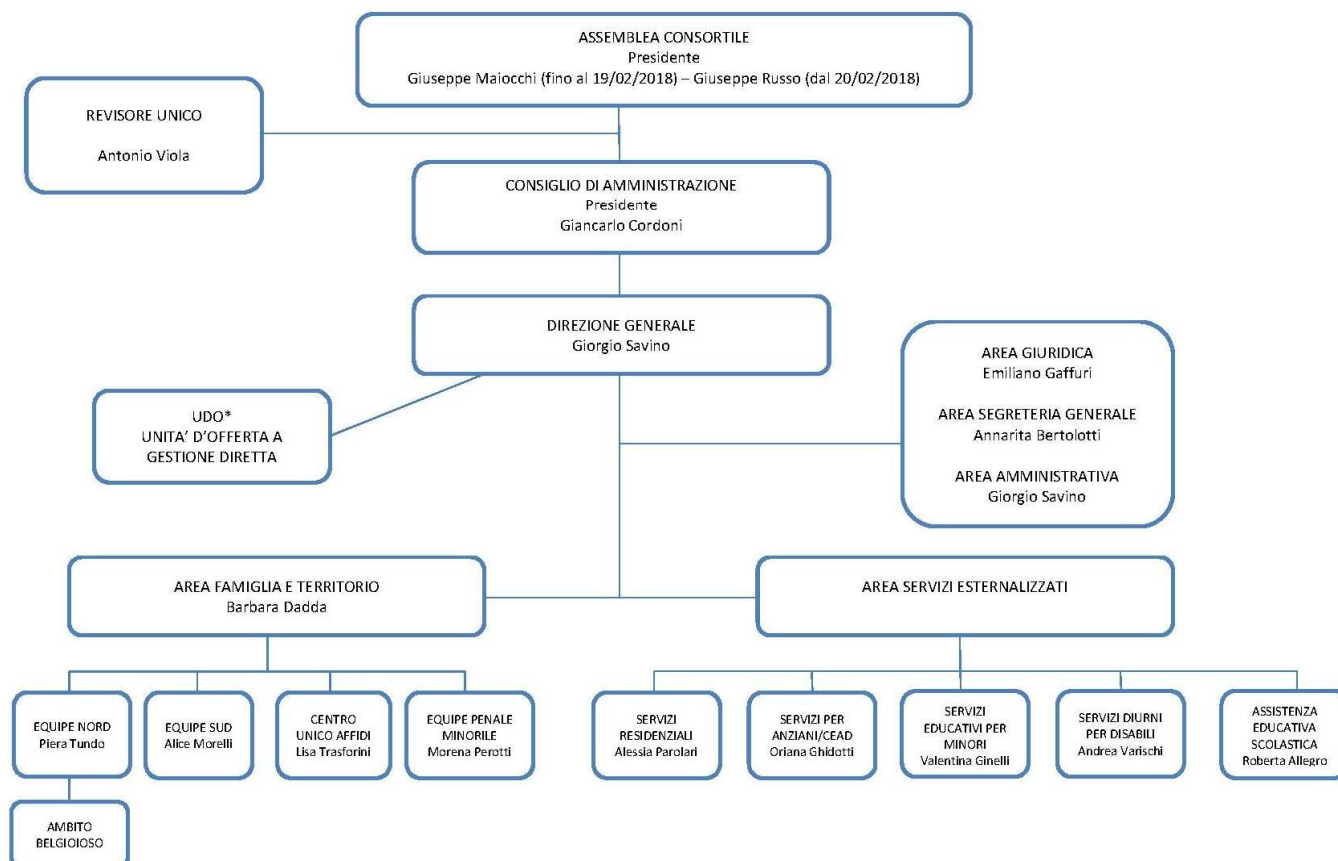 ASSEMBLEA CONSORTILE
Presidente
Giuseppe Maiocchi (fino al 19/02/2018) – Giuseppe Russo (dal 20/02/2018)
REVISORE UNICO
Antonio Viola
CONSIGLIO DI AMMINISTRAZIONE
Presidente
Giancarlo Cordoni
DIREZIONE GENERALE
Giorgio Savino
AREA GIURIDICA
Emiliano Gaffuri
AREA SEGRETERIA GENERALE
Annarita Bertolotti
AREA AMMINISTRATIVA
Giorgio Savino
UDO*
UNITA’ D’OFFERTA A
GESTIONE DIRETTA
AREA FAMIGLIA E TERRITORIO
Barbara Dadda
AREA SERVIZI ESTERNALIZZATI
EQUIPE NORD
Piera Tundo
EQUIPE SUD
Alice Morelli
CENTRO
UNICO AFFIDI
Lisa Trasforini
EQUIPE PENALE
MINORILE
Morena Perotti
SERVIZI
RESIDENZIALI
Alessia Parolari
SERVIZI PER
ANZIANI/CEAD
Oriana Ghidotti
SERVIZI
EDUCATIVI PER
MINORI
Valentina Ginelli
SERVIZI DIURNI
PER DISABILI
Andrea Varischi
ASSISTENZA
EDUCATIVA
SCOLASTICA
Roberta Allegro
AMBITO
BELGIOIOSO